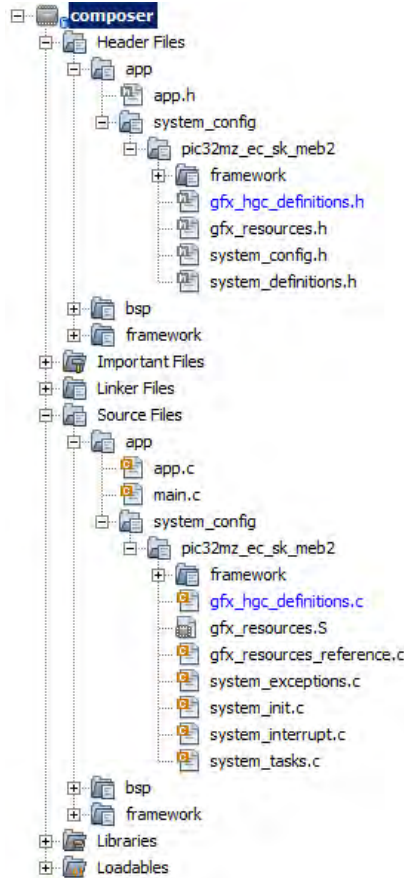 composer
Header Files
app
app.h
system_config
pic32mz_ec_sk_meb2
framework
gfx_hgc_definitions.h
gfx_resources.h
system_config.h
system_definitions.h
bsp
framework
Important Files
Linker Files
Source Files
app
app.c
main.c
system_config
pic32mz_ec_sk_meb2
framework
gfx_hgc_definitions.c
gfx_resources.S
gfx_resources_reference.c
system_exceptions.c
system_init.c
system_interrupt.c
system_tasks.c
bsp
framework
Libraries
Loadables